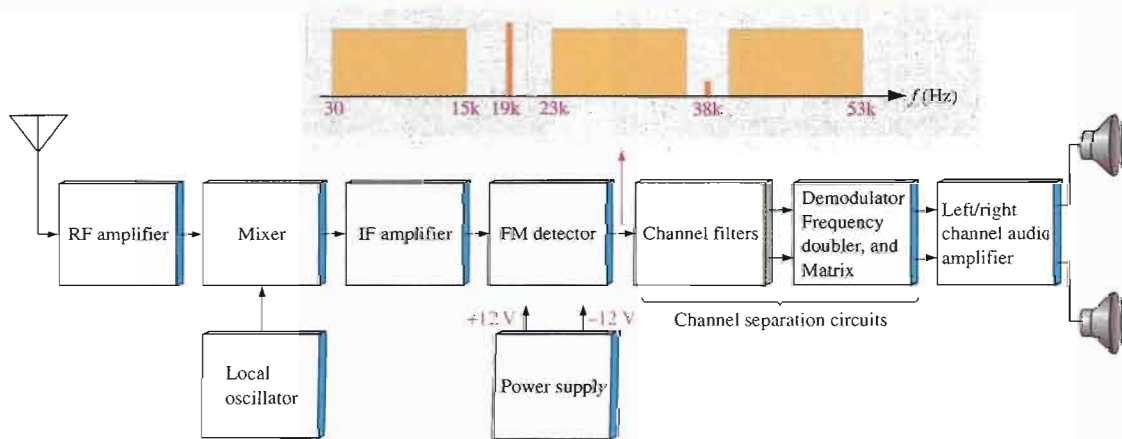 30
15k
19k
23k
38k
53k
f (Hz)
RF amplifier
Mixer
IF amplifier
FM detector
Channel filters
Demodulator
Frequency
doubler, and
Matrix
Left/right
channel audio
amplifier
+12 V
–12 V
Channel separation circuits
Local
oscillator
Power supply